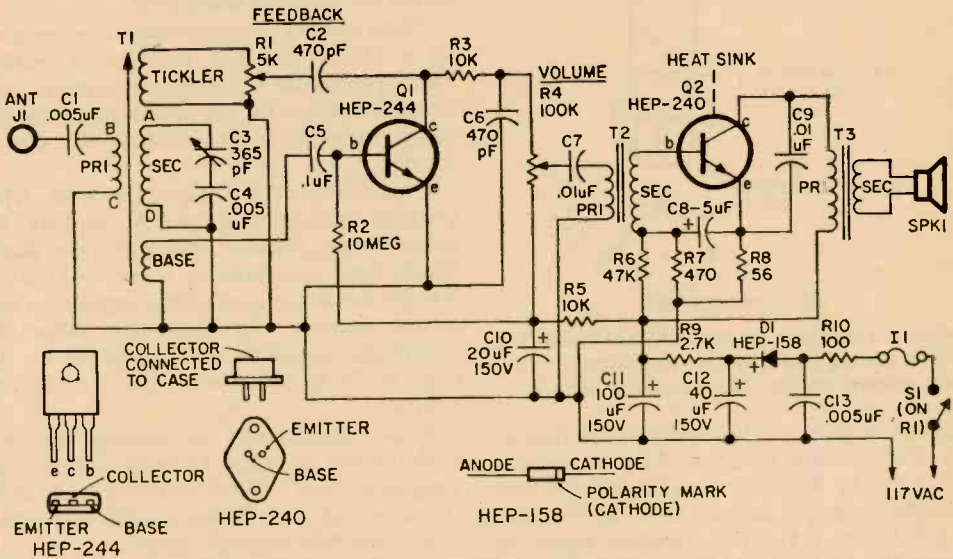 FEEDBACK
T1
TICKLER
R1
5K
C2
470pF
R3
10K
Q1
HEP-244
VOLUME
R4
100K
HEAT SINK
Q2
HEP-240
ANT
J1
C1
.005uF
B
PRI
C
A
SEC
D
C3
365
pF
C4
.005
uF
C5
.1uF
b
c
e
C6
470
pF
C7
.01uF
T2
PRI
SEC
b
c
e
C9
.01
uF
T3
PRI
SEC
SPK1
BASE
R2
10MEG
C8-5uF
+
R6
47K
R7
470
R8
56
R5
10K
C10
20uF
150V
+
R9
2.7K
D1
HEP-158
+
R10
100
I1
C11
100
uF
150V
+
C12
40
uF
150V
+
C13
.005uF
S1
(ON
R1)
117VAC
COLLECTOR
CONNECTED
TO CASE
e c b
COLLECTOR
EMITTER
BASE
HEP-244
EMITTER
BASE
HEP-240
ANODE
CATHODE
POLARITY MARK
(CATHODE)
HEP-158